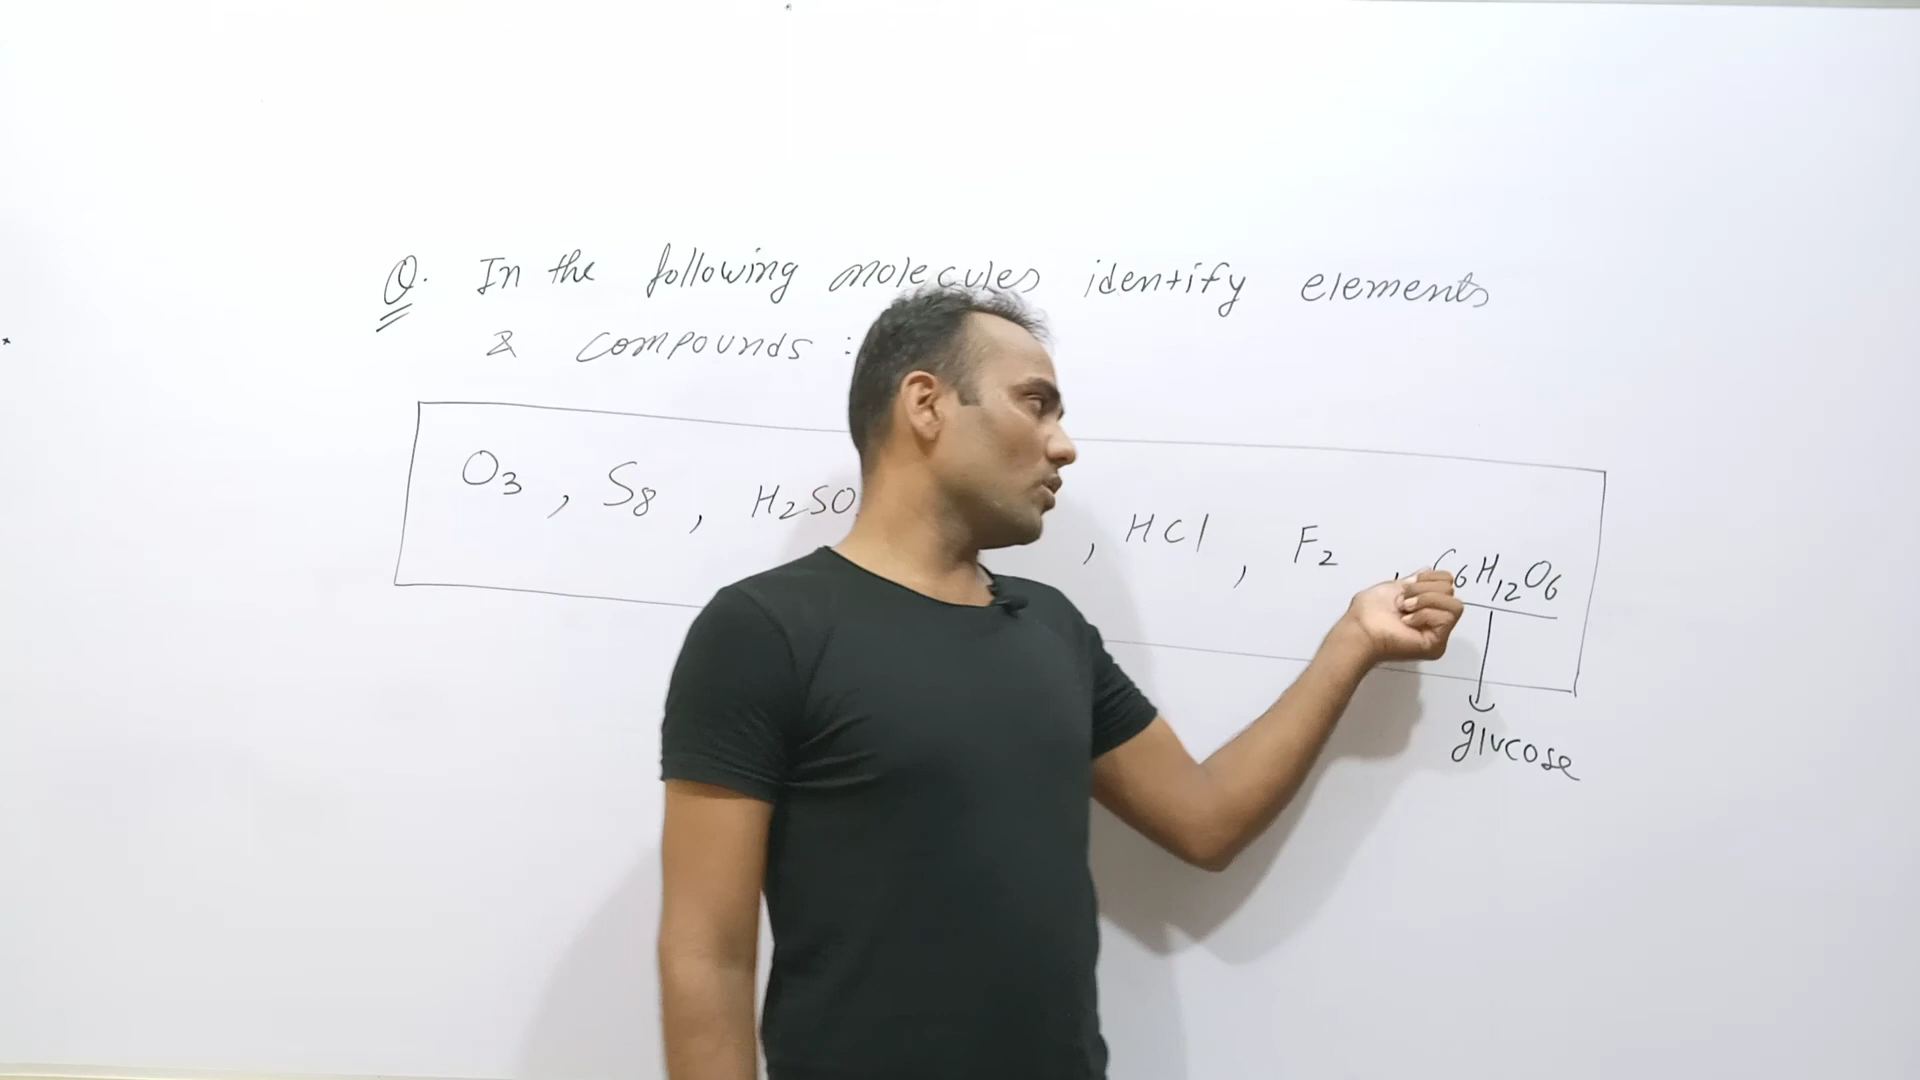 Q. In the following molecules identify elements
& compounds :
O3 , S8 , H2SO , HCl , F2 , C6H12O6
glucose